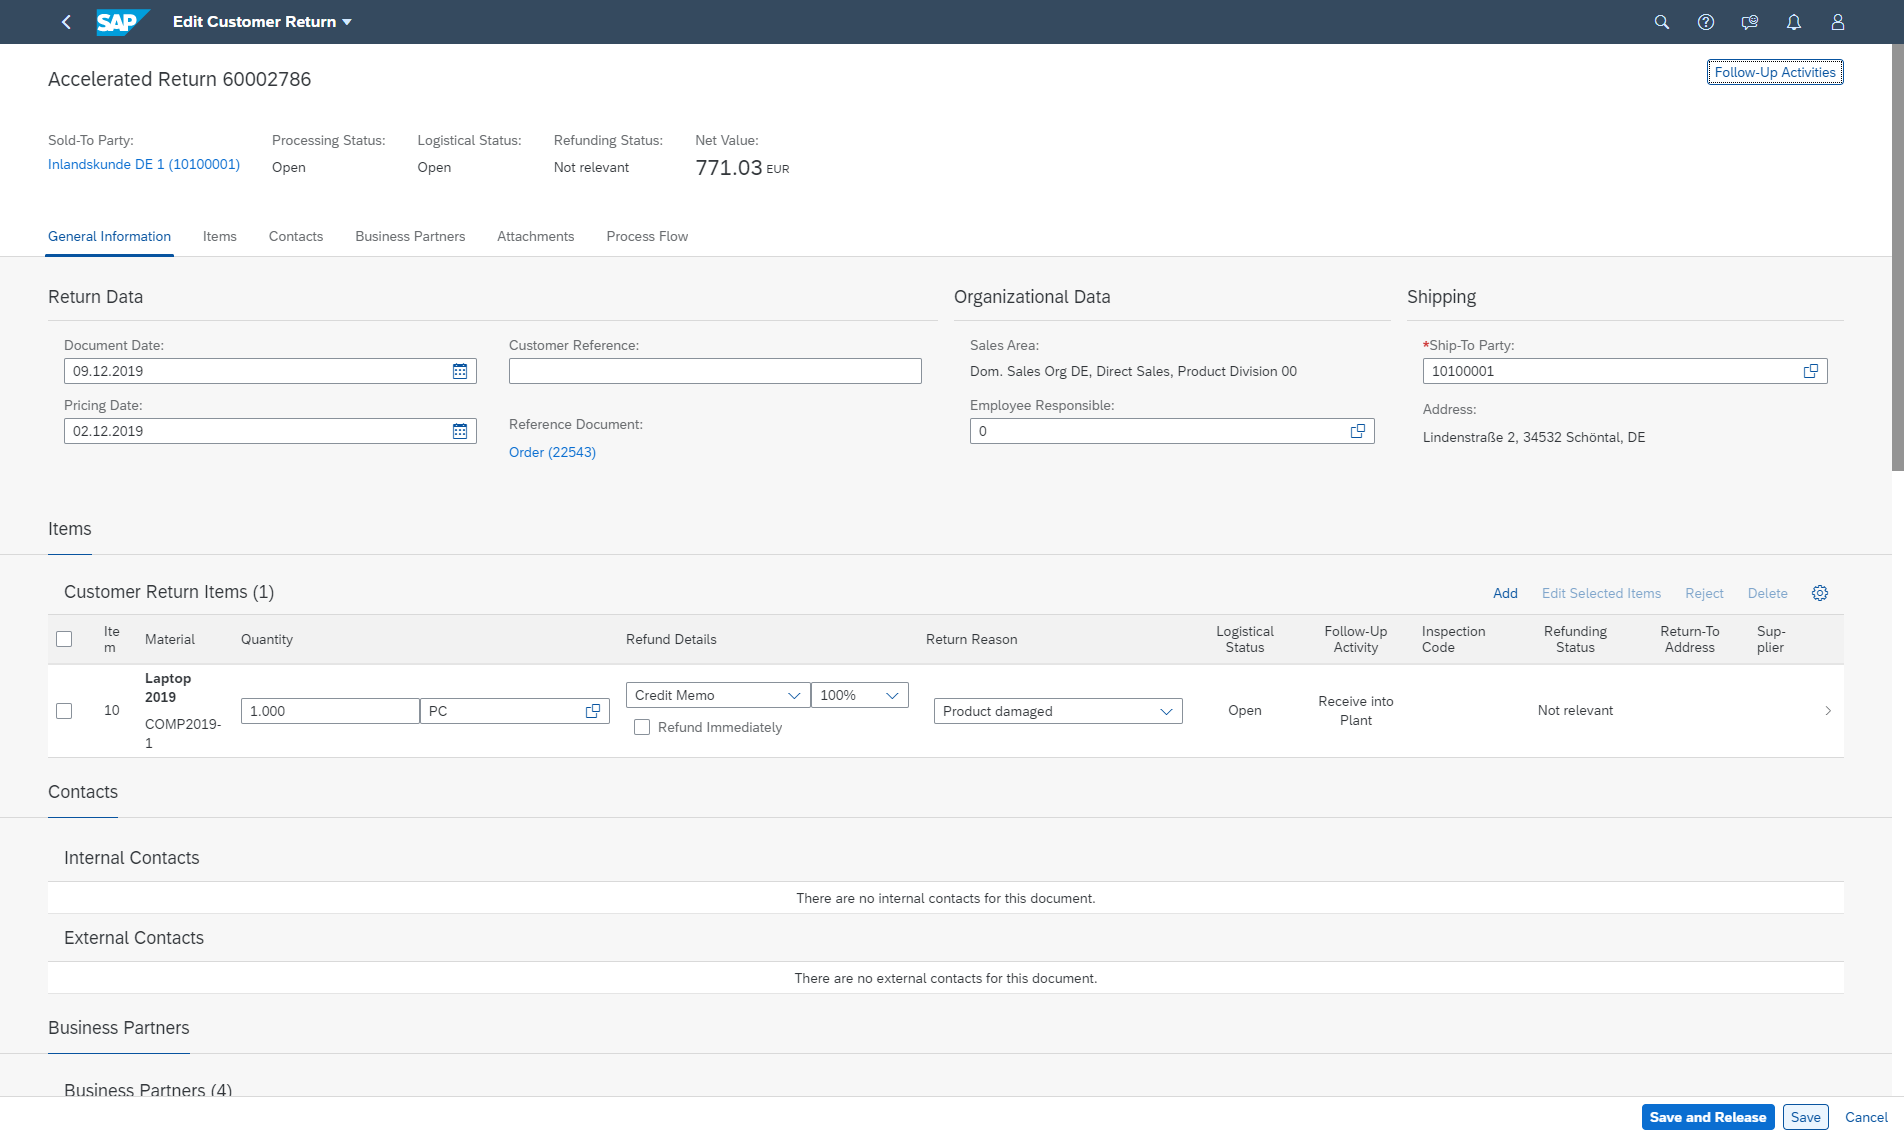 SAP Edit Customer Return
Accelerated Return 60002786
Follow-Up Activities
Sold-To Party: Processing Status: Logistical Status: Refunding Status: Net Value:
Inlandskunde DE 1 (10100001) Open Open Not relevant 771.03 EUR
General Information Items Contacts Business Partners Attachments Process Flow
Return Data Organizational Data Shipping
Document Date: Customer Reference: Sales Area: *Ship-To Party:
09.12.2019 Dom. Sales Org DE, Direct Sales, Product Division 00 10100001
Pricing Date: Employee Responsible: Address:
02.12.2019 Reference Document: 0 Lindenstraße 2, 34532 Schöntal, DE
Order (22543)
Items
Customer Return Items (1) Add Edit Selected Items Reject Delete
Ite
m
Material
Quantity
Refund Details
Return Reason
Logistical
Status
Follow-Up
Activity
Inspection
Code
Refunding
Status
Return-To
Address
Sup-
plier
10
Laptop
2019
COMP2019-
1
1.000 PC
Credit Memo 100%
Refund Immediately
Product damaged
Open
Receive into
Plant
Not relevant
Contacts
Internal Contacts
There are no internal contacts for this document.
External Contacts
There are no external contacts for this document.
Business Partners
Business Partners (4)
Save and Release Save Cancel